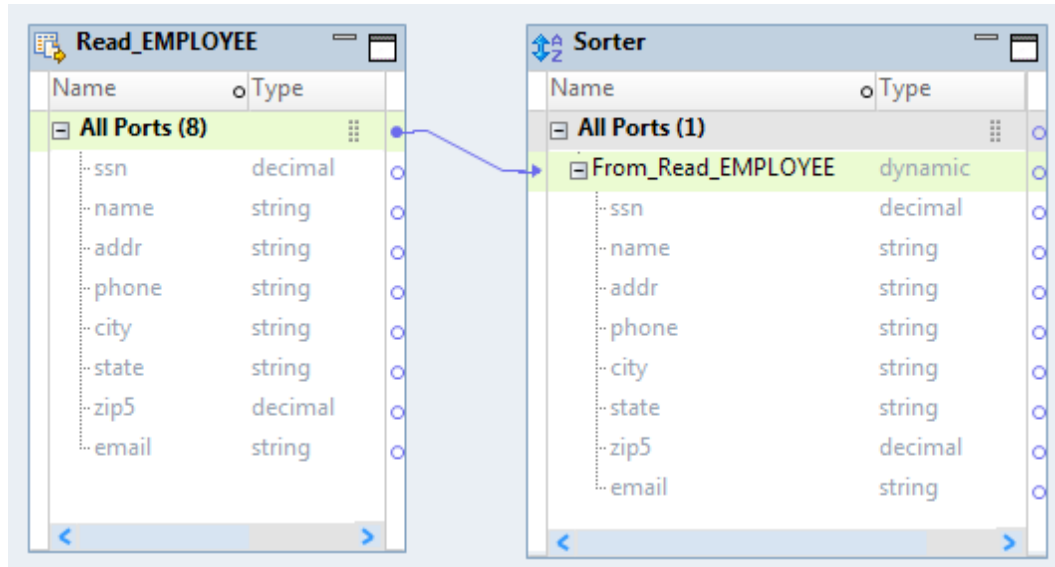 Read_EMPLOYEE
Name Type
All Ports (8)
ssn decimal
name string
addr string
phone string
city string
state string
zip5 decimal
email string
Sorter
Name Type
All Ports (1)
From_Read_EMPLOYEE dynamic
ssn decimal
name string
addr string
phone string
city string
state string
zip5 decimal
email string